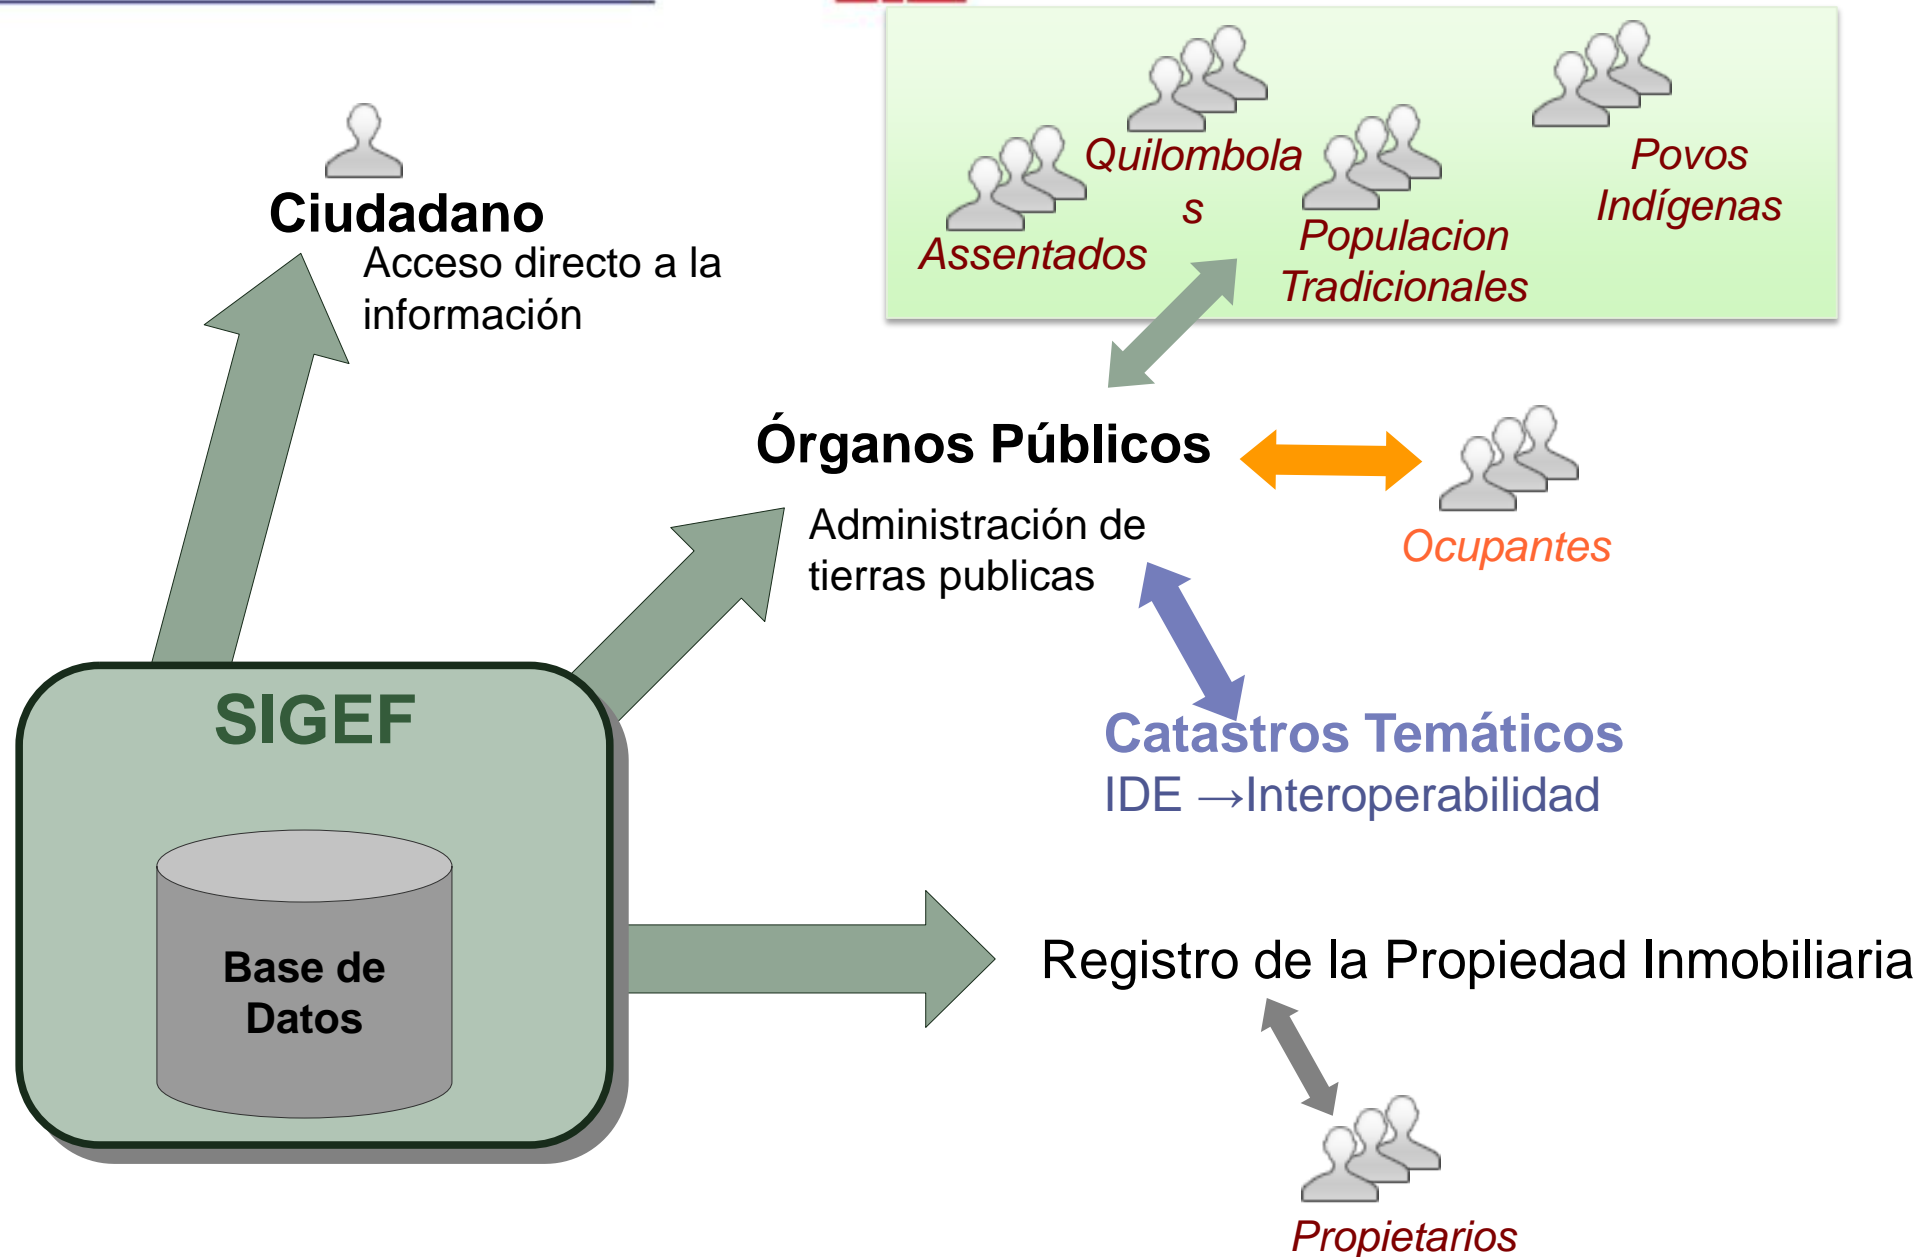 Ciudadano
Acceso directo a la
información
Quilombola
s
Assentados
Populacion
Tradicionales
Povos
Indígenas
Órganos Públicos
Administración de
tierras publicas
Ocupantes
SIGEF
Base de
Datos
Catastros Temáticos
IDE →Interoperabilidad
Registro de la Propiedad Inmobiliaria
Propietarios